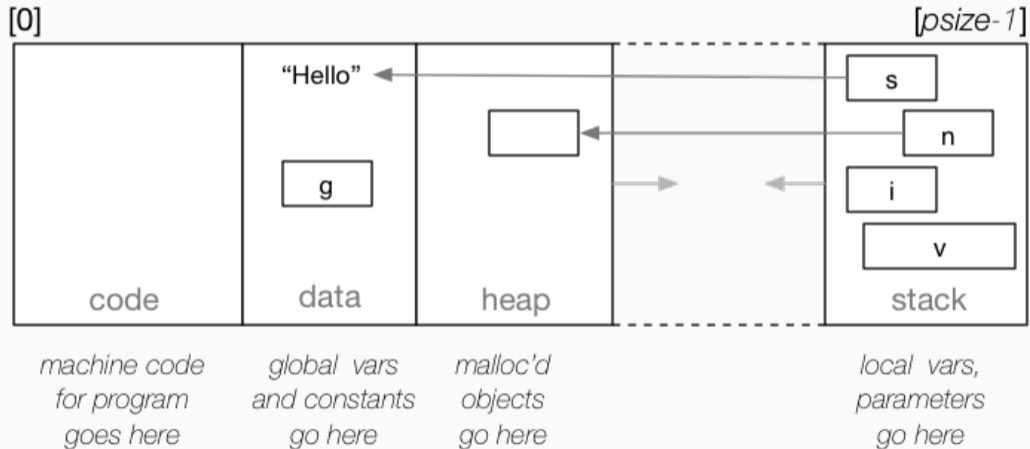 [0] [psize-1]
“Hello” s
n
g i
v
code data heap stack
machine code global vars malloc'd local vars,
for program and constants objects parameters
goes here go here go here go here